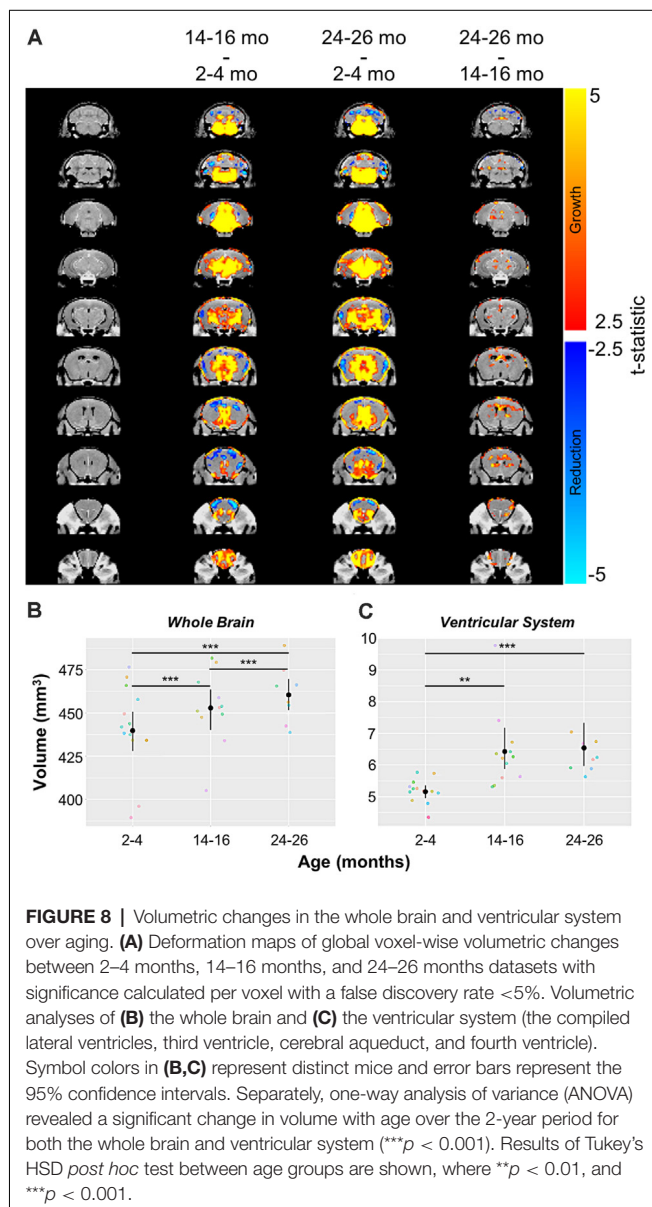 A
14-16 mo
-
2-4 mo
24-26 mo
-
2-4 mo
24-26 mo
-
14-16 mo
5
Growth
2.5
-2.5
t-statistic
Reduction
-5
B
Whole Brain
***
***
***
475
450
425
400
Volume (mm³)
2-4
14-16
24-26
C
Ventricular System
***
**
10
9
8
7
6
5
2-4
14-16
24-26
Age (months)
FIGURE 8 | Volumetric changes in the whole brain and ventricular system
over aging. (A) Deformation maps of global voxel-wise volumetric changes
between 2–4 months, 14–16 months, and 24–26 months datasets with
significance calculated per voxel with a false discovery rate <5%. Volumetric
analyses of (B) the whole brain and (C) the ventricular system (the compiled
lateral ventricles, third ventricle, cerebral aqueduct, and fourth ventricle).
Symbol colors in (B,C) represent distinct mice and error bars represent the
95% confidence intervals. Separately, one-way analysis of variance (ANOVA)
revealed a significant change in volume with age over the 2-year period for
both the whole brain and ventricular system (***p < 0.001). Results of Tukey's
HSD post hoc test between age groups are shown, where **p < 0.01, and
***p < 0.001.